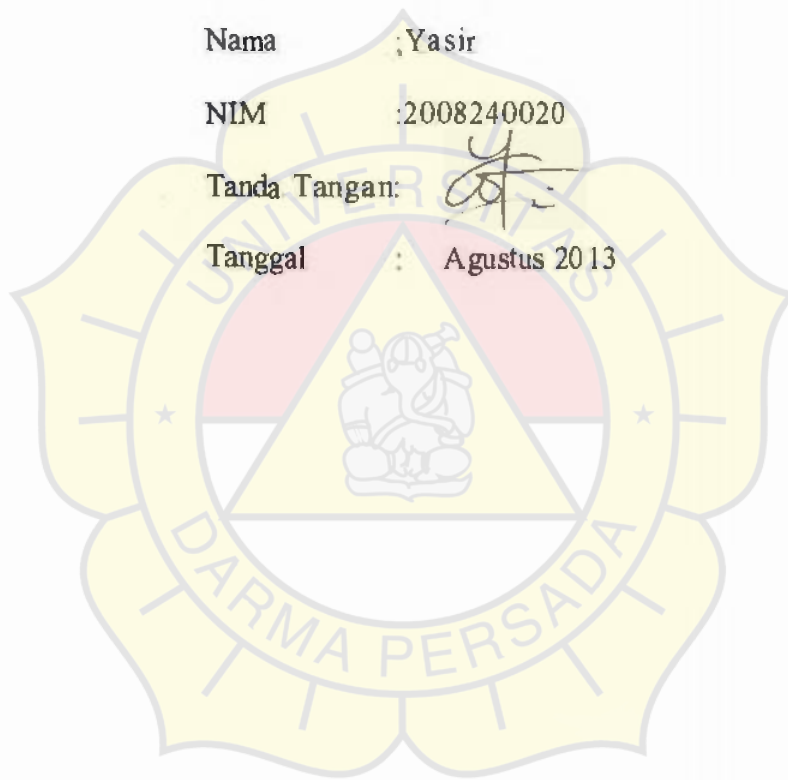 Nama : Yasir
NIM : 2008240020
Tanda Tangan:
Tanggal : Agustus 2013
UNIVERSITAS
DARMA PERSADA